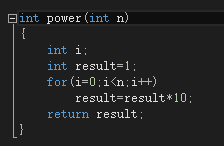 int power(int n)
{
    int i;
    int result=1;
    for(i=0;i<n;i++)
        result=result*10;
    return result;
}